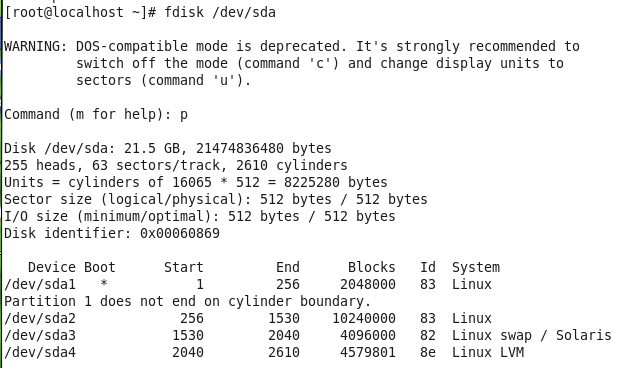 [root@localhost ~]# fdisk /dev/sda
WARNING: DOS-compatible mode is deprecated. It's strongly recommended to
switch off the mode (command 'c') and change display units to
sectors (command 'u').
Command (m for help): p
Disk /dev/sda: 21.5 GB, 21474836480 bytes
255 heads, 63 sectors/track, 2610 cylinders
Units = cylinders of 16065 * 512 = 8225280 bytes
Sector size (logical/physical): 512 bytes / 512 bytes
I/O size (minimum/optimal): 512 bytes / 512 bytes
Disk identifier: 0x00060869
Device Boot Start End Blocks Id System
/dev/sda1 * 1 256 2048000 83 Linux
Partition 1 does not end on cylinder boundary.
/dev/sda2 256 1530 10240000 83 Linux
/dev/sda3 1530 2040 4096000 82 Linux swap / Solaris
/dev/sda4 2040 2610 4579801 8e Linux LVM